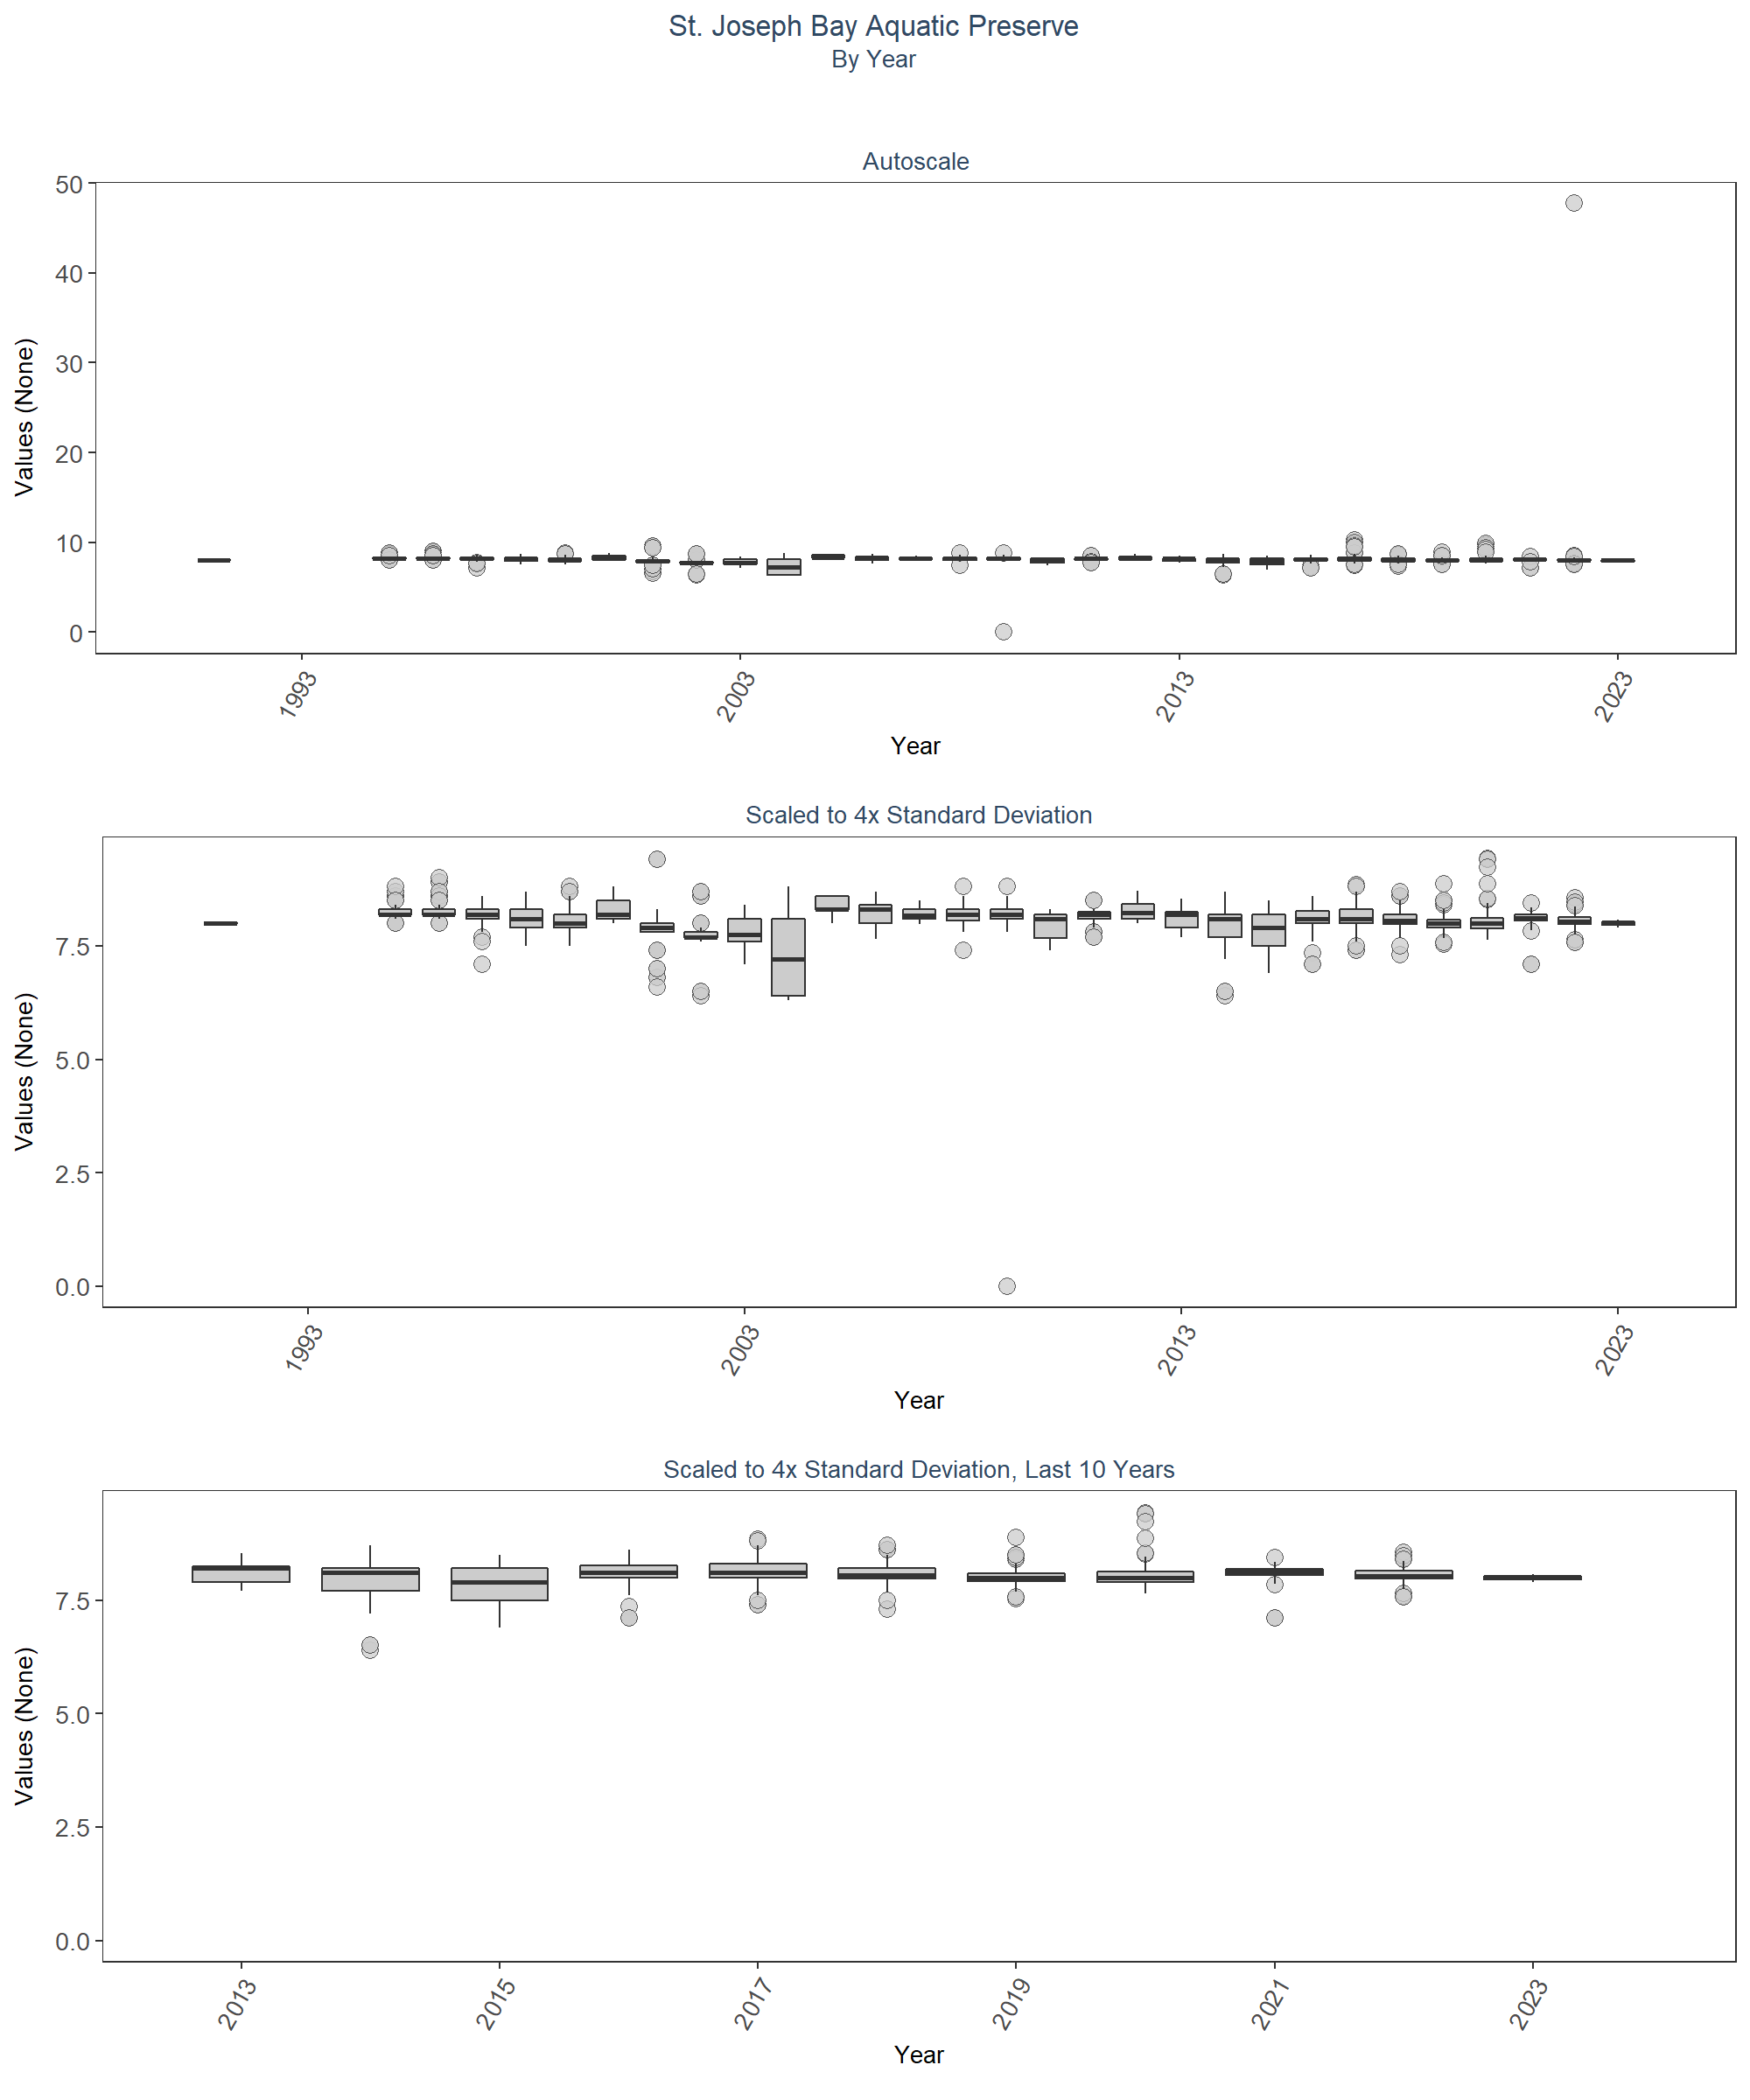 St. Joseph Bay Aquatic Preserve
By Year
Autoscale
Values (None)
50
40
30
20
10
0
1993
2003
2013
2023
Year
Scaled to 4x Standard Deviation
Values (None)
7.5
5.0
2.5
0.0
1993
2003
2013
2023
Year
Scaled to 4x Standard Deviation, Last 10 Years
Values (None)
7.5
5.0
2.5
0.0
2013
2015
2017
2019
2021
2023
Year